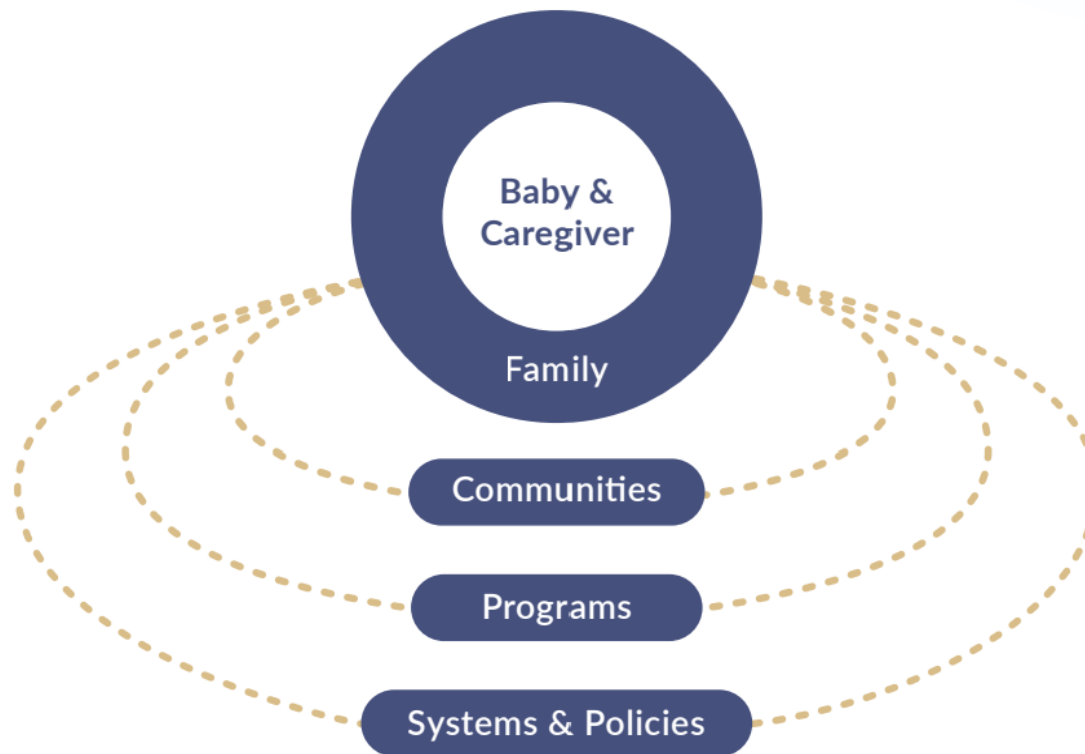 Baby &
Caregiver
Family
Communities
Programs
Systems & Policies